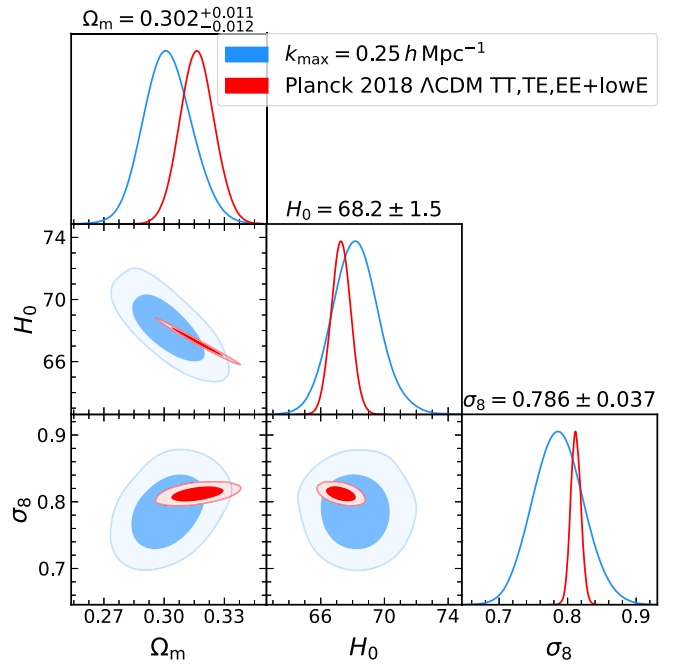 Ωₘ = 0.302⁺⁰·⁰¹¹₋₀.₀₁₂
k_max = 0.25 h Mpc⁻¹
Planck 2018 ΛCDM TT,TE,EE+lowE
H₀ = 68.2 ± 1.5
74
70
66
H₀
σ₈ = 0.786 ± 0.037
0.9
0.8
0.7
σ₈
0.27 0.30 0.33
66 70 74
0.7 0.8 0.9
Ωₘ
H₀
σ₈